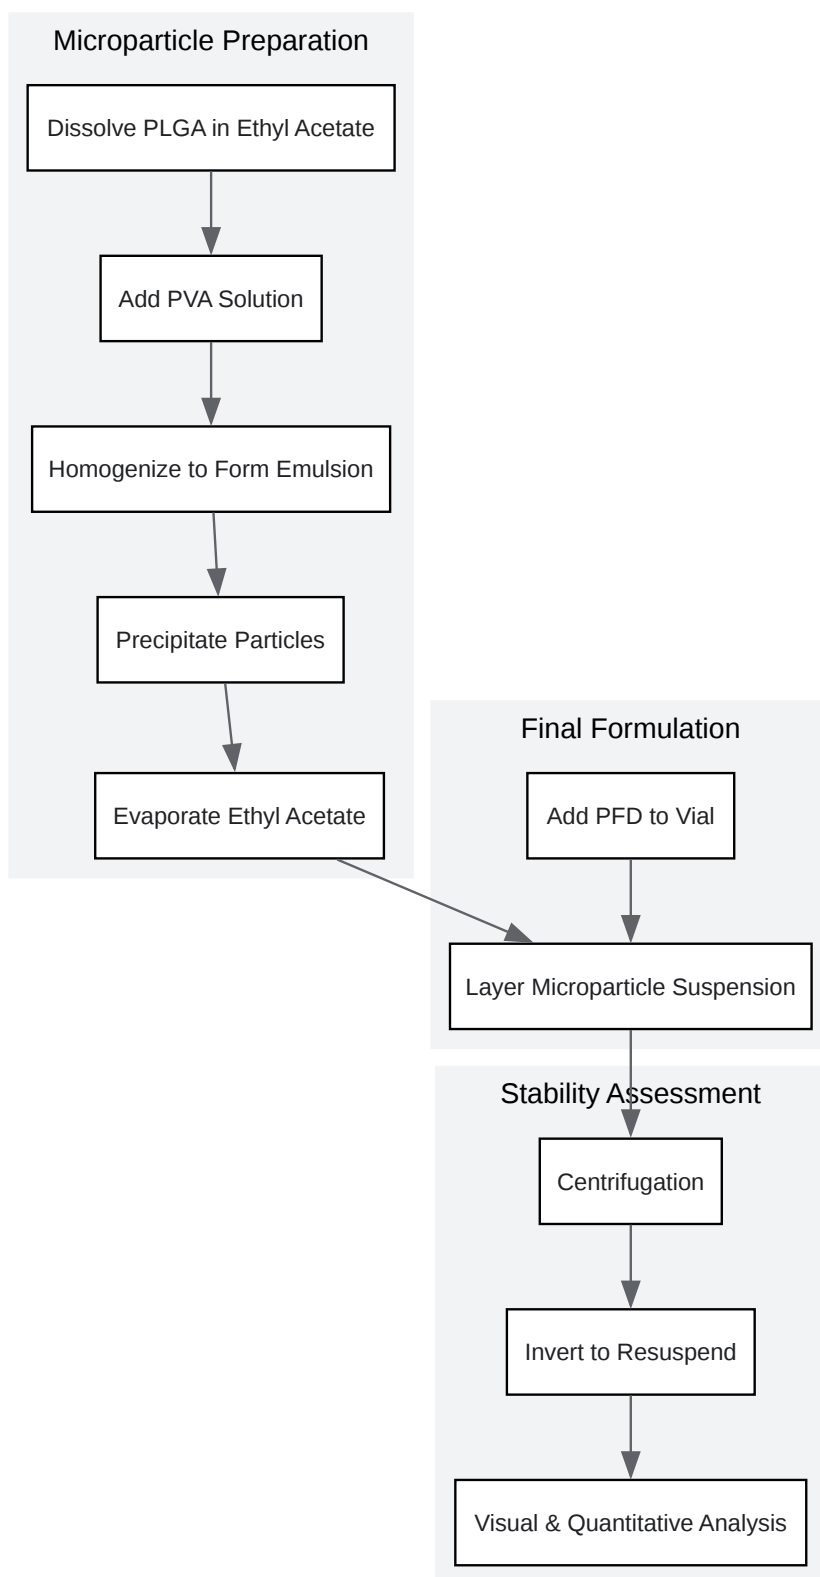 Microparticle Preparation
Dissolve PLGA in Ethyl Acetate
Add PVA Solution
Homogenize to Form Emulsion
Precipitate Particles
Evaporate Ethyl Acetate
Final Formulation
Add PFD to Vial
Layer Microparticle Suspension
Stability Assessment
Centrifugation
Invert to Resuspend
Visual & Quantitative Analysis